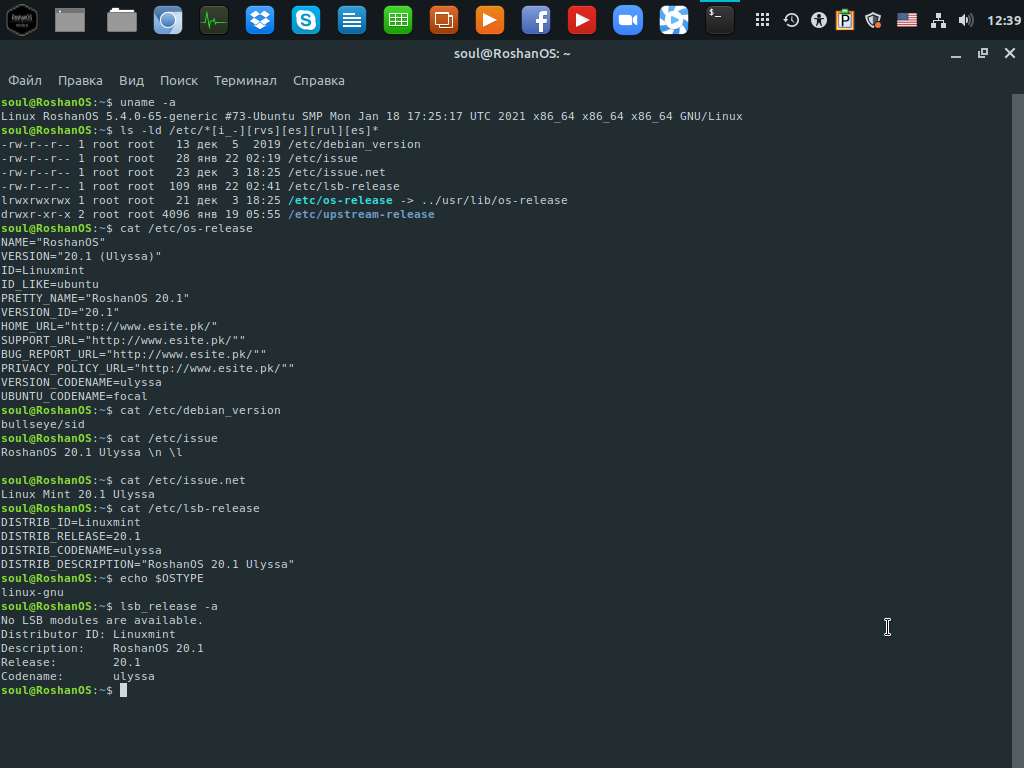 12:39
soul@RoshanOS: ~
Файл Правка Вид Поиск Терминал Справка
soul@RoshanOS:~$ uname -a
Linux RoshanOS 5.4.0-65-generic #73-Ubuntu SMP Mon Jan 18 17:25:17 UTC 2021 x86_64 x86_64 x86_64 GNU/Linux
soul@RoshanOS:~$ ls -ld /etc/*[i_-][rvs][es][rul][es]*
-rw-r--r-- 1 root root   13 дек  5  2019 /etc/debian_version
-rw-r--r-- 1 root root   28 янв 22 02:19 /etc/issue
-rw-r--r-- 1 root root   23 дек  3 18:25 /etc/issue.net
-rw-r--r-- 1 root root  109 янв 22 02:41 /etc/lsb-release
lrwxrwxrwx 1 root root   21 дек  3 18:25 /etc/os-release -> ../usr/lib/os-release
drwxr-xr-x 2 root root 4096 янв 19 05:55 /etc/upstream-release
soul@RoshanOS:~$ cat /etc/os-release
NAME="RoshanOS"
VERSION="20.1 (Ulyssa)"
ID=Linuxmint
ID_LIKE=ubuntu
PRETTY_NAME="RoshanOS 20.1"
VERSION_ID="20.1"
HOME_URL="http://www.esite.pk/"
SUPPORT_URL="http://www.esite.pk/""
BUG_REPORT_URL="http://www.esite.pk/""
PRIVACY_POLICY_URL="http://www.esite.pk/""
VERSION_CODENAME=ulyssa
UBUNTU_CODENAME=focal
soul@RoshanOS:~$ cat /etc/debian_version
bullseye/sid
soul@RoshanOS:~$ cat /etc/issue
RoshanOS 20.1 Ulyssa \n \l
soul@RoshanOS:~$ cat /etc/issue.net
Linux Mint 20.1 Ulyssa
soul@RoshanOS:~$ cat /etc/lsb-release
DISTRIB_ID=Linuxmint
DISTRIB_RELEASE=20.1
DISTRIB_CODENAME=ulyssa
DISTRIB_DESCRIPTION="RoshanOS 20.1 Ulyssa"
soul@RoshanOS:~$ echo $OSTYPE
linux-gnu
soul@RoshanOS:~$ lsb_release -a
No LSB modules are available.
Distributor ID: Linuxmint
Description:    RoshanOS 20.1
Release:        20.1
Codename:       ulyssa
soul@RoshanOS:~$